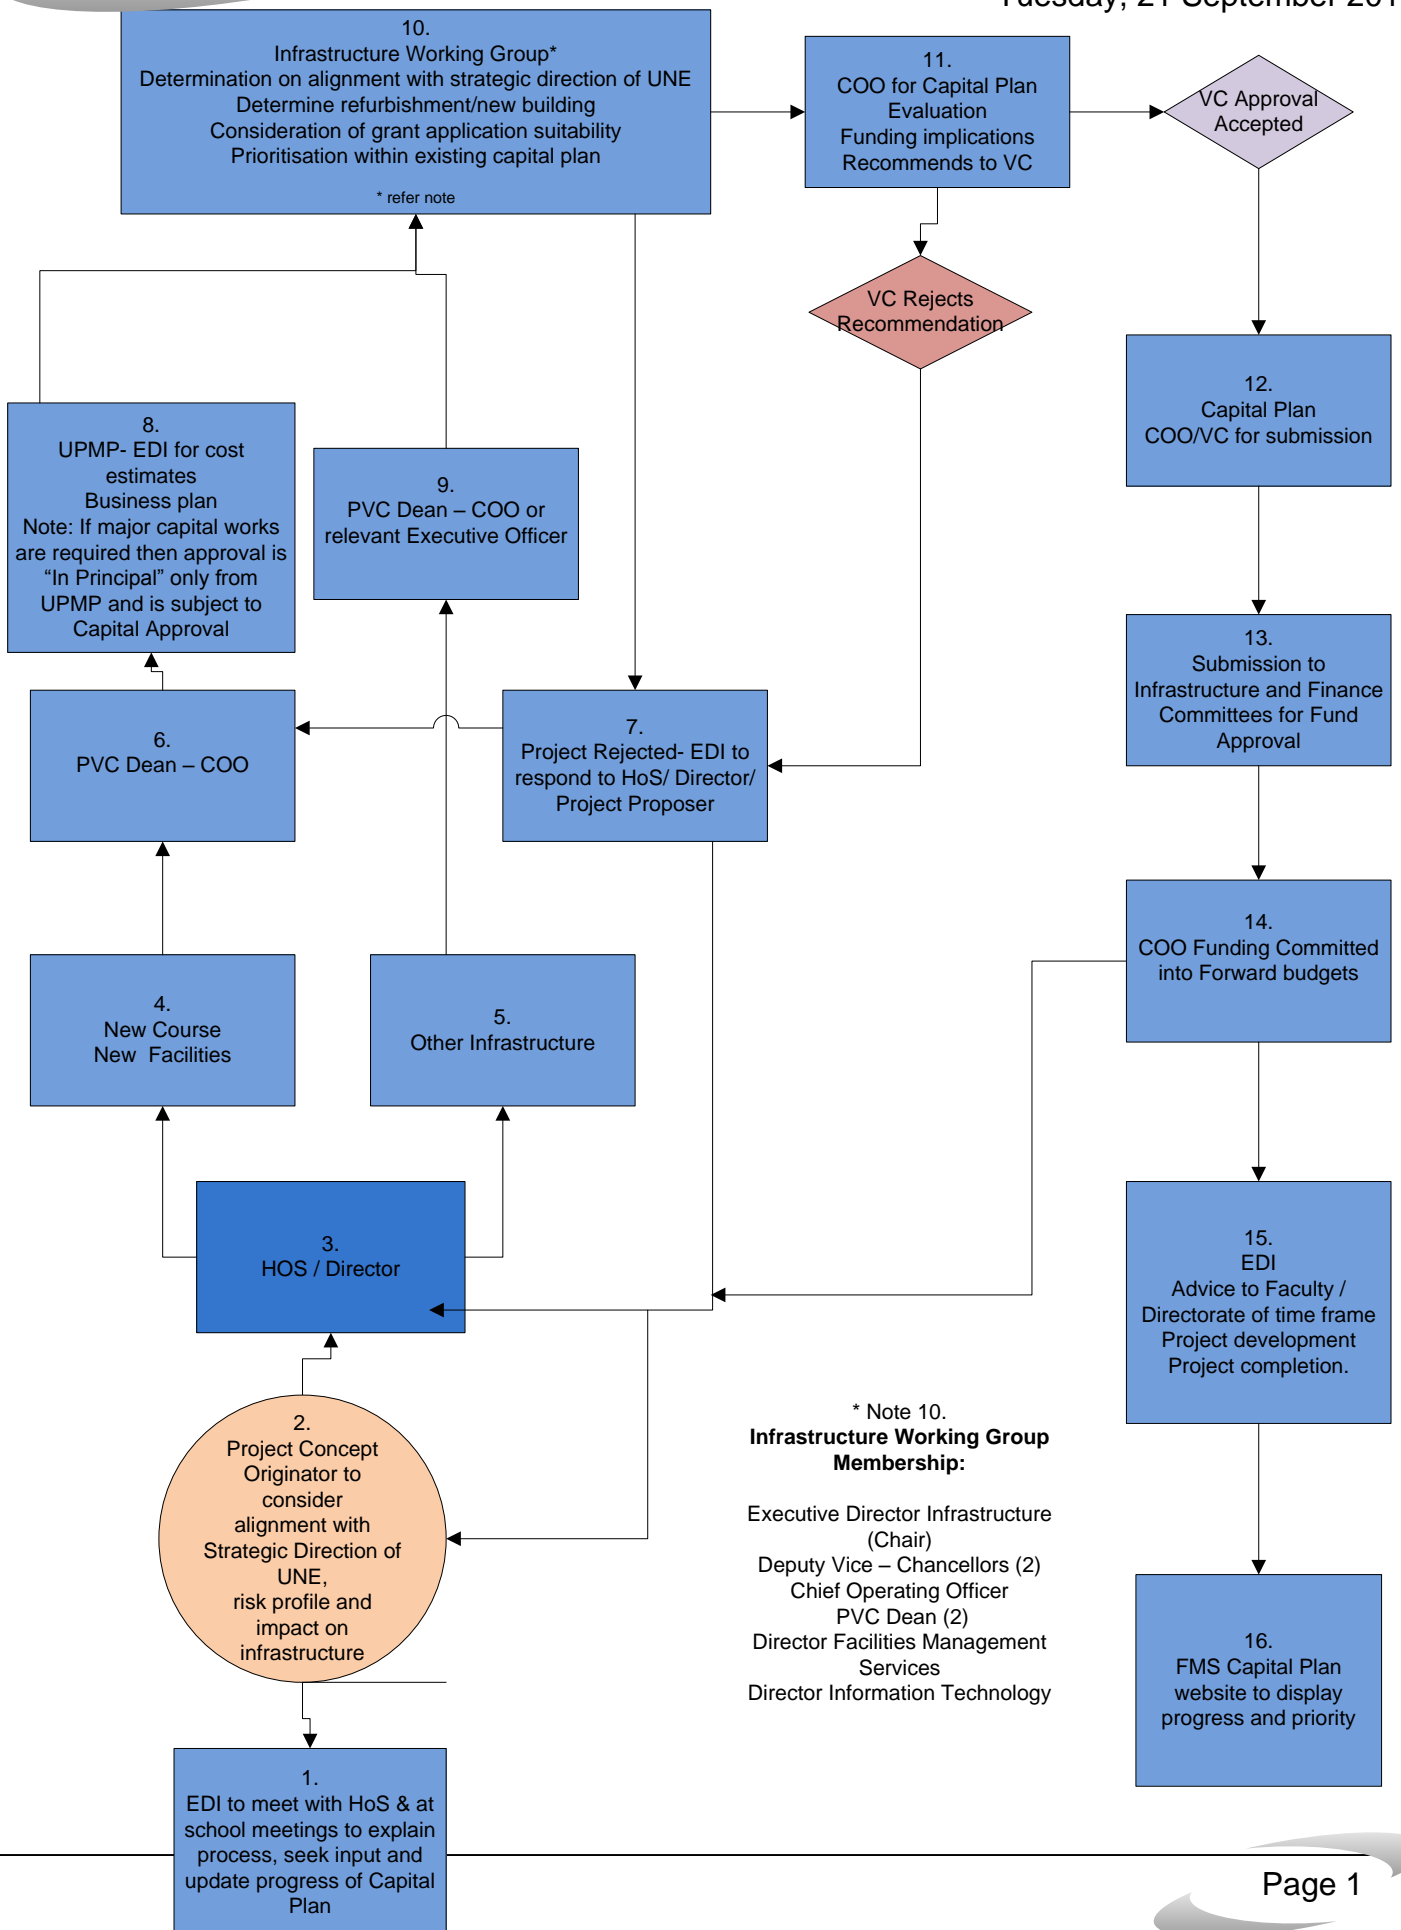 Tuesday, 21 September 201
10.
Infrastructure Working Group*
Determination on alignment with strategic direction of UNE
Determine refurbishment/new building
Consideration of grant application suitability
Prioritisation within existing capital plan
* refer note
11.
COO for Capital Plan
Evaluation
Funding implications
Recommends to VC
VC Approval
Accepted
VC Rejects
Recommendation
12.
Capital Plan
COO/VC for submission
8.
UPMP- EDI for cost
estimates
Business plan
Note: If major capital works
are required then approval is
“In Principal” only from
UPMP and is subject to
Capital Approval
9.
PVC Dean – COO or
relevant Executive Officer
13.
Submission to
Infrastructure and Finance
Committees for Fund
Approval
6.
PVC Dean – COO
7.
Project Rejected- EDI to
respond to HoS/ Director/
Project Proposer
14.
COO Funding Committed
into Forward budgets
4.
New Course
New  Facilities
5.
Other Infrastructure
3.
HOS / Director
15.
EDI
Advice to Faculty /
Directorate of time frame
Project development
Project completion.
2.
Project Concept
Originator to
consider
alignment with
Strategic Direction of
UNE,
risk profile and
impact on
infrastructure
* Note 10.
Infrastructure Working Group
Membership:
Executive Director Infrastructure
(Chair)
Deputy Vice – Chancellors (2)
Chief Operating Officer
PVC Dean (2)
Director Facilities Management
Services
Director Information Technology
16.
FMS Capital Plan
website to display
progress and priority
1.
EDI to meet with HoS & at
school meetings to explain
process, seek input and
update progress of Capital
Plan
Page 1